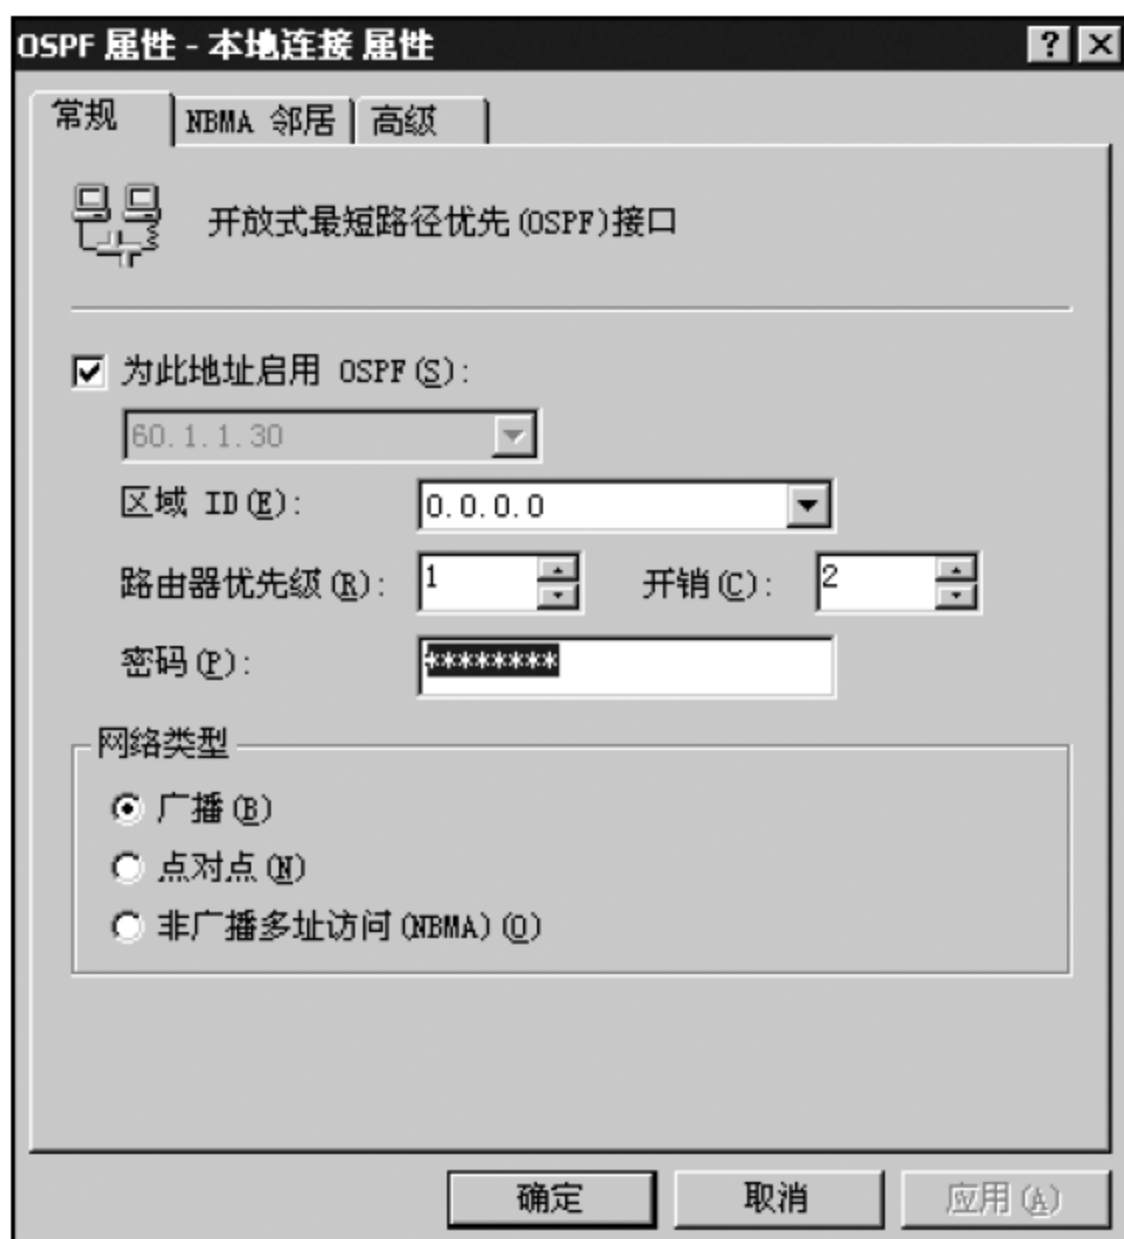 OSPF 属性 - 本地连接 属性
常规 NBMA 邻居 高级
开放式最短路径优先(OSPF)接口
为此地址启用 OSPF(S):
60.1.1.30
区域 ID(E): 0.0.0.0
路由器优先级(R): 1 开销(C): 2
密码(P): ********
网络类型
广播(B)
点对点(N)
非广播多址访问(NBMA)(O)
确定 取消 应用(A)